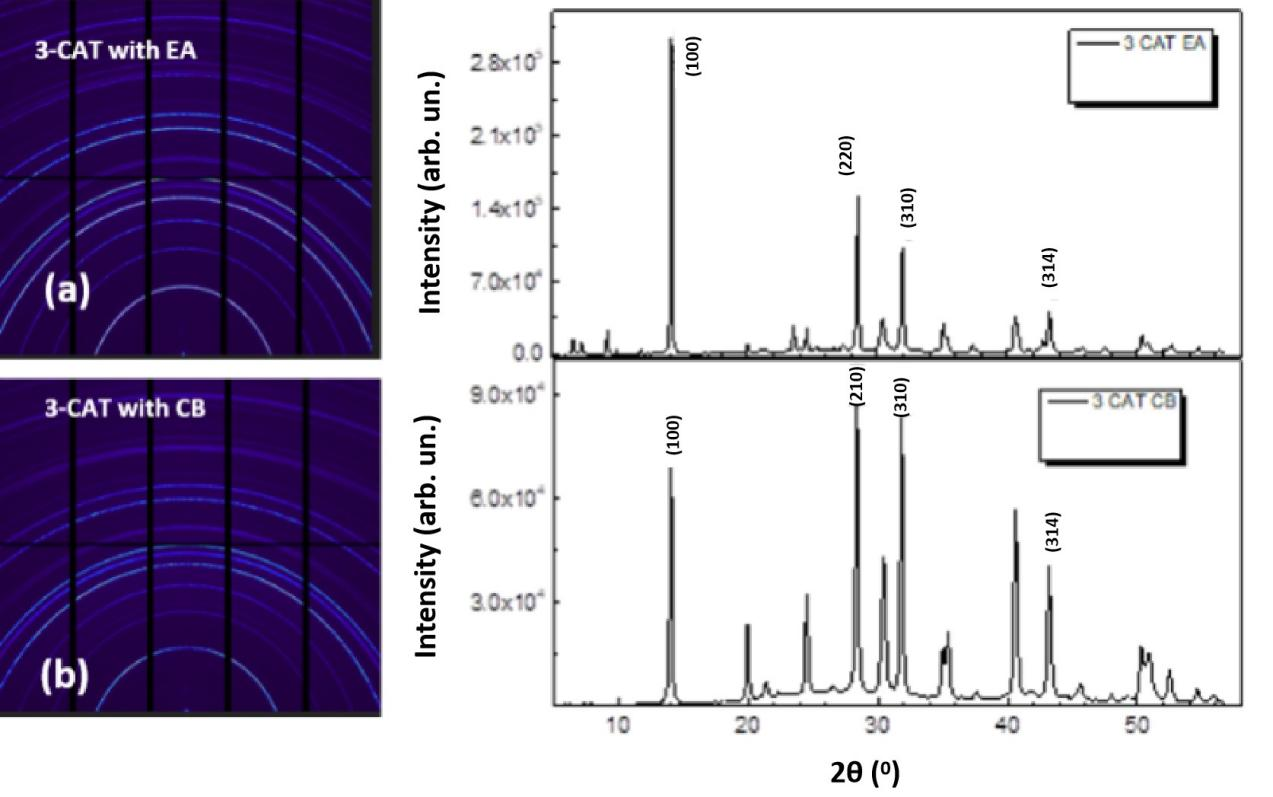 3-CAT with EA
(a)
3-CAT with CB
(b)
Intensity (arb. un.)
2.8x10⁵
2.1x10⁵
1.4x10⁵
7.0x10⁴
0.0
(100)
(220)
(310)
(314)
3 CAT EA
Intensity (arb. un.)
9.0x10⁴
6.0x10⁴
3.0x10⁴
(100)
(210)
(310)
(314)
3 CAT CB
10 20 30 40 50
2θ (⁰)